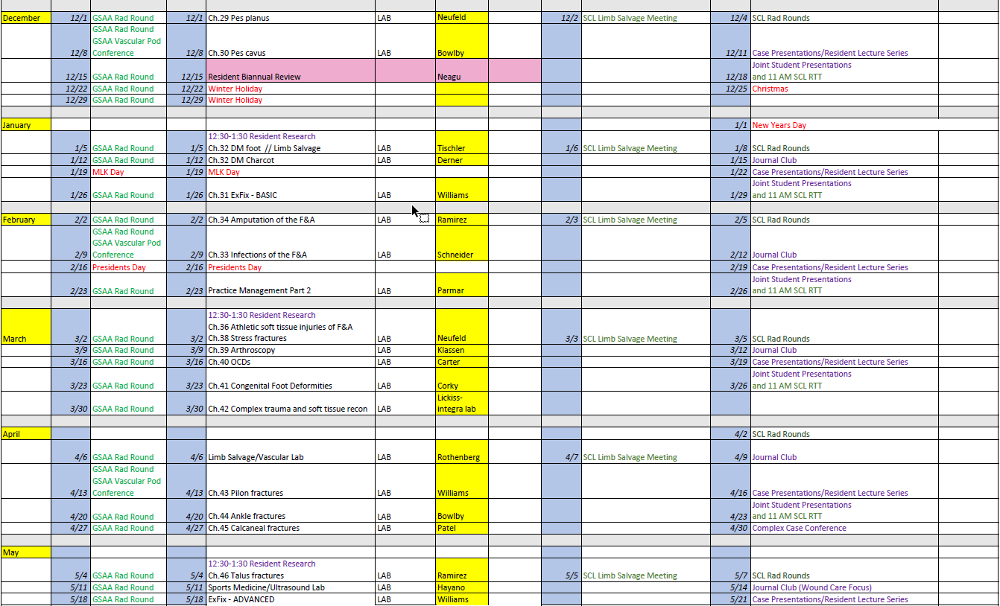 December 12/1 GSAA Rad Round 12/1 Ch.29 Pes planus LAB Neufeld 12/2 SCL Limb Salvage Meeting 12/4 SCL Rad Rounds
GSAA Rad Round
GSAA Vascular Pod
12/8 Conference 12/8 Ch.30 Pes cavus LAB Bowlby 12/11 Case Presentations/Resident Lecture Series
Joint Student Presentations
12/15 GSAA Rad Round 12/15 Resident Biannual Review Neagu 12/18 and 11 AM SCL RTT
12/22 GSAA Rad Round 12/22 Winter Holiday 12/25 Christmas
12/29 GSAA Rad Round 12/29 Winter Holiday
January 1/1 New Years Day
12:30-1:30 Resident Research
1/5 GSAA Rad Round 1/5 Ch.32 DM foot // Limb Salvage LAB Tischler 1/6 SCL Limb Salvage Meeting 1/8 SCL Rad Rounds
1/12 GSAA Rad Round 1/12 Ch.32 DM Charcot LAB Derner 1/15 Journal Club
1/19 MLK Day 1/19 MLK Day 1/22 Case Presentations/Resident Lecture Series
Joint Student Presentations
1/26 GSAA Rad Round 1/26 Ch.31 ExFix - BASIC LAB Williams 1/29 and 11 AM SCL RTT
February 2/2 GSAA Rad Round 2/2 Ch.34 Amputation of the F&A LAB Ramirez 2/3 SCL Limb Salvage Meeting 2/5 SCL Rad Rounds
GSAA Rad Round
GSAA Vascular Pod
2/9 Conference 2/9 Ch.33 Infections of the F&A LAB Schneider 2/12 Journal Club
2/16 Presidents Day 2/16 Presidents Day 2/19 Case Presentations/Resident Lecture Series
Joint Student Presentations
2/23 GSAA Rad Round 2/23 Practice Management Part 2 LAB Parmar 2/26 and 11 AM SCL RTT
12:30-1:30 Resident Research
Ch.36 Athletic soft tissue injuries of F&A
March 3/2 GSAA Rad Round 3/2 Ch.38 Stress fractures LAB Neufeld 3/3 SCL Limb Salvage Meeting 3/5 SCL Rad Rounds
3/9 GSAA Rad Round 3/9 Ch.39 Arthroscopy LAB Klassen 3/12 Journal Club
3/16 GSAA Rad Round 3/16 Ch.40 OCDs LAB Carter 3/19 Case Presentations/Resident Lecture Series
Joint Student Presentations
3/23 GSAA Rad Round 3/23 Ch.41 Congenital Foot Deformities LAB Corky 3/26 and 11 AM SCL RTT
Lickiss-
3/30 GSAA Rad Round 3/30 Ch.42 Complex trauma and soft tissue recon LAB integra lab
April 4/2 SCL Rad Rounds
4/6 GSAA Rad Round 4/6 Limb Salvage/Vascular Lab LAB Rothenberg 4/7 SCL Limb Salvage Meeting 4/9 Journal Club
GSAA Rad Round
GSAA Vascular Pod
4/13 Conference 4/13 Ch.43 Pilon fractures LAB Williams 4/16 Case Presentations/Resident Lecture Series
Joint Student Presentations
4/20 GSAA Rad Round 4/20 Ch.44 Ankle fractures LAB Bowlby 4/23 and 11 AM SCL RTT
4/27 GSAA Rad Round 4/27 Ch.45 Calcaneal fractures LAB Patel 4/30 Complex Case Conference
May
12:30-1:30 Resident Research
5/4 GSAA Rad Round 5/4 Ch.46 Talus fractures LAB Ramirez 5/5 SCL Limb Salvage Meeting 5/7 SCL Rad Rounds
5/11 GSAA Rad Round 5/11 Sports Medicine/Ultrasound Lab LAB Hayano 5/14 Journal Club (Wound Care Focus)
5/18 GSAA Rad Round 5/18 ExFix - ADVANCED LAB Williams 5/21 Case Presentations/Resident Lecture Series